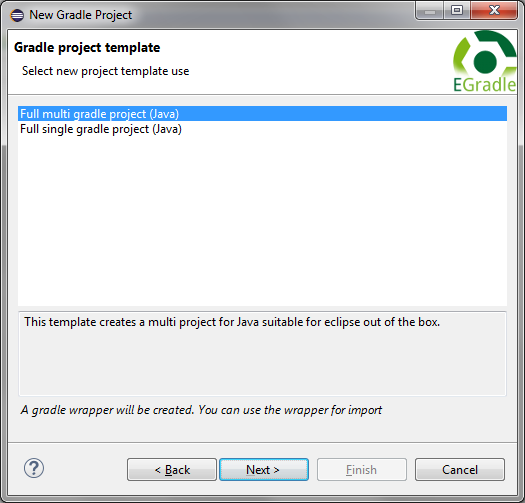 New Gradle Project
Gradle project template
Select new project template use
EGradle
Full multi gradle project (Java)
Full single gradle project (Java)
This template creates a multi project for Java suitable for eclipse out of the box.
A gradle wrapper will be created. You can use the wrapper for import
?
< Back
Next >
Finish
Cancel